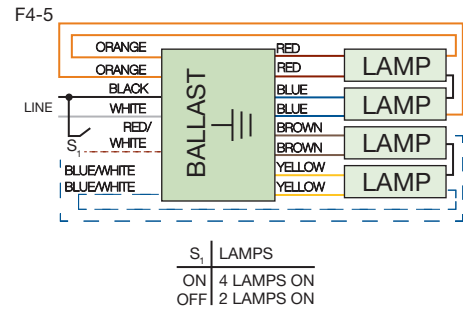 F4-5
ORANGE
ORANGE
BLACK
LINE
WHITE
RED/
WHITE
S1
BLUE/WHITE
BLUE/WHITE
BALLAST
RED
RED
BLUE
BLUE
BROWN
BROWN
YELLOW
YELLOW
LAMP
LAMP
LAMP
LAMP
S1 LAMPS
ON 4 LAMPS ON
OFF 2 LAMPS ON